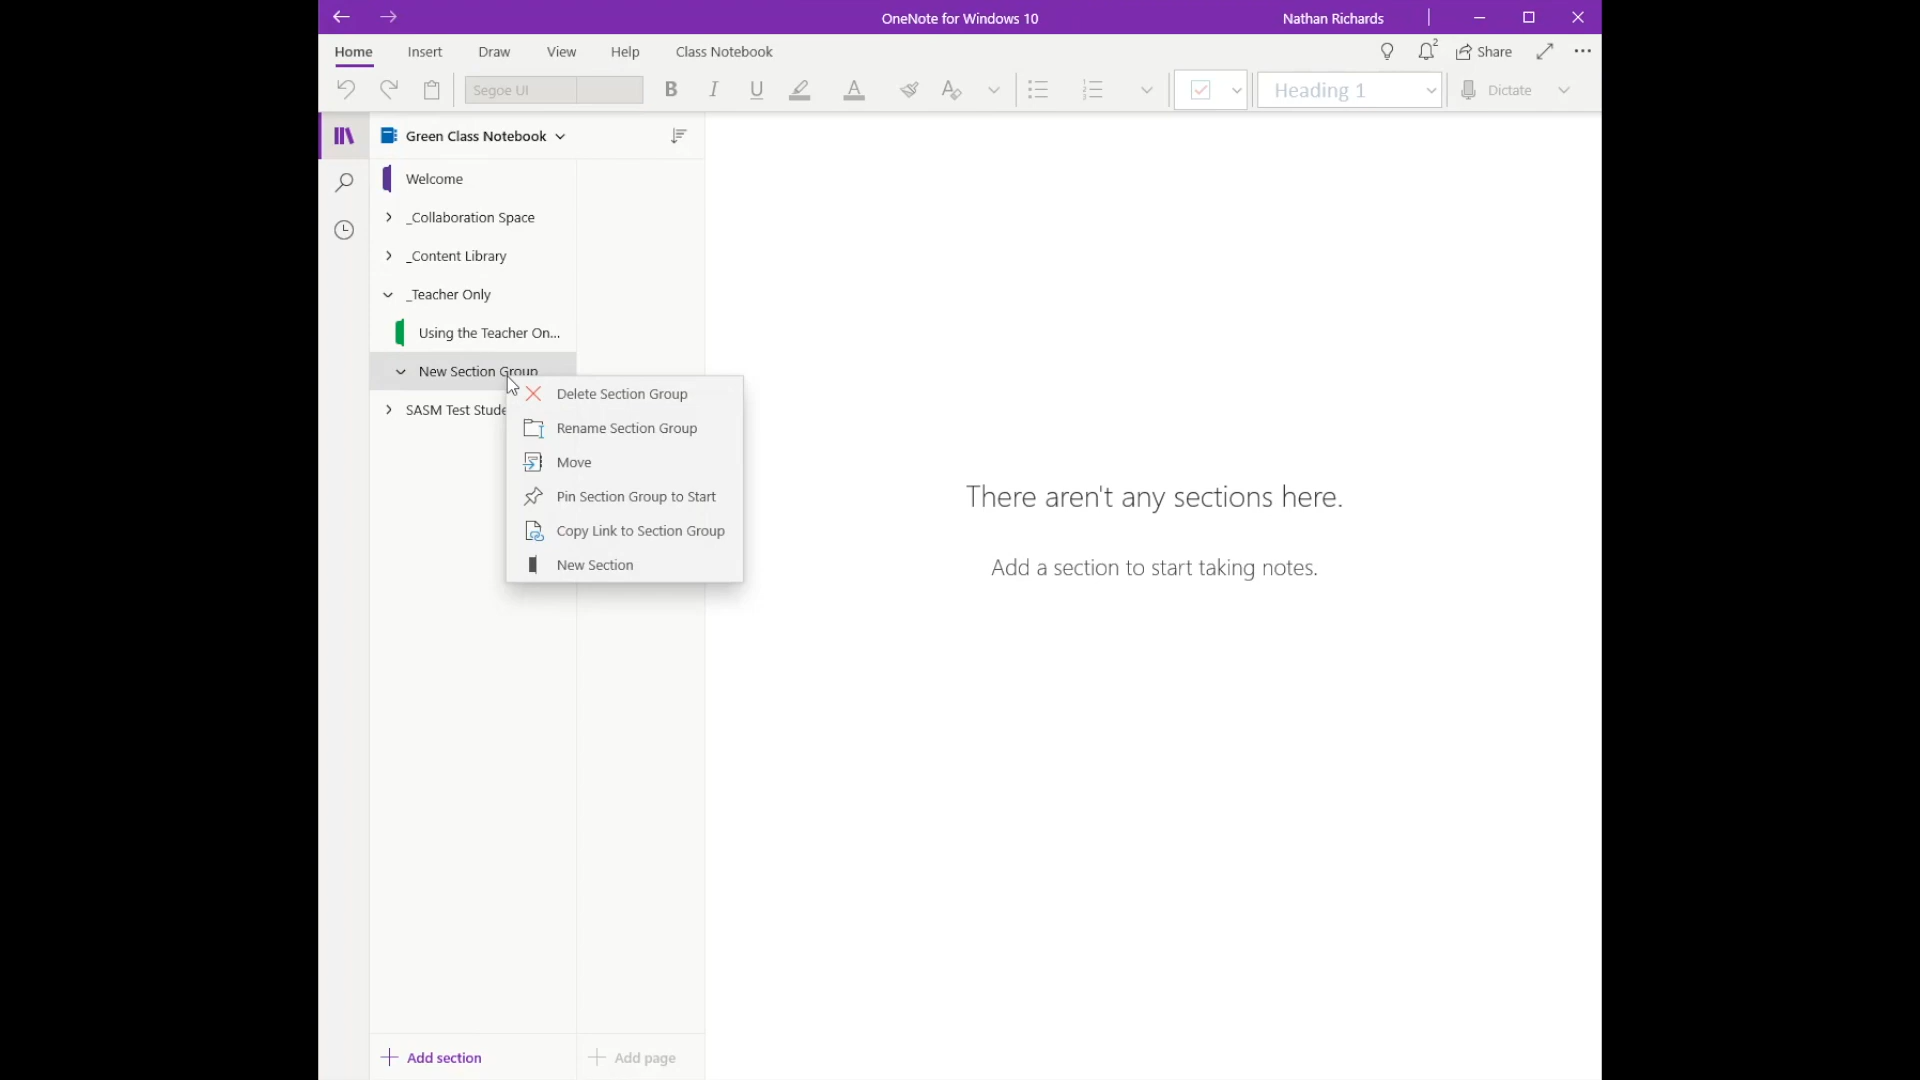 OneNote for Windows 10
Nathan Richards
Home
Insert
Draw
View
Help
Class Notebook
2
Share
Segoe UI
B
I
U
A
A
Heading 1
Dictate
Green Class Notebook
Welcome
_Collaboration Space
_Content Library
_Teacher Only
Using the Teacher On...
New Section Group
SASM Test Stude
Delete Section Group
Rename Section Group
Move
Pin Section Group to Start
Copy Link to Section Group
New Section
There aren't any sections here.
Add a section to start taking notes.
Add section
Add page